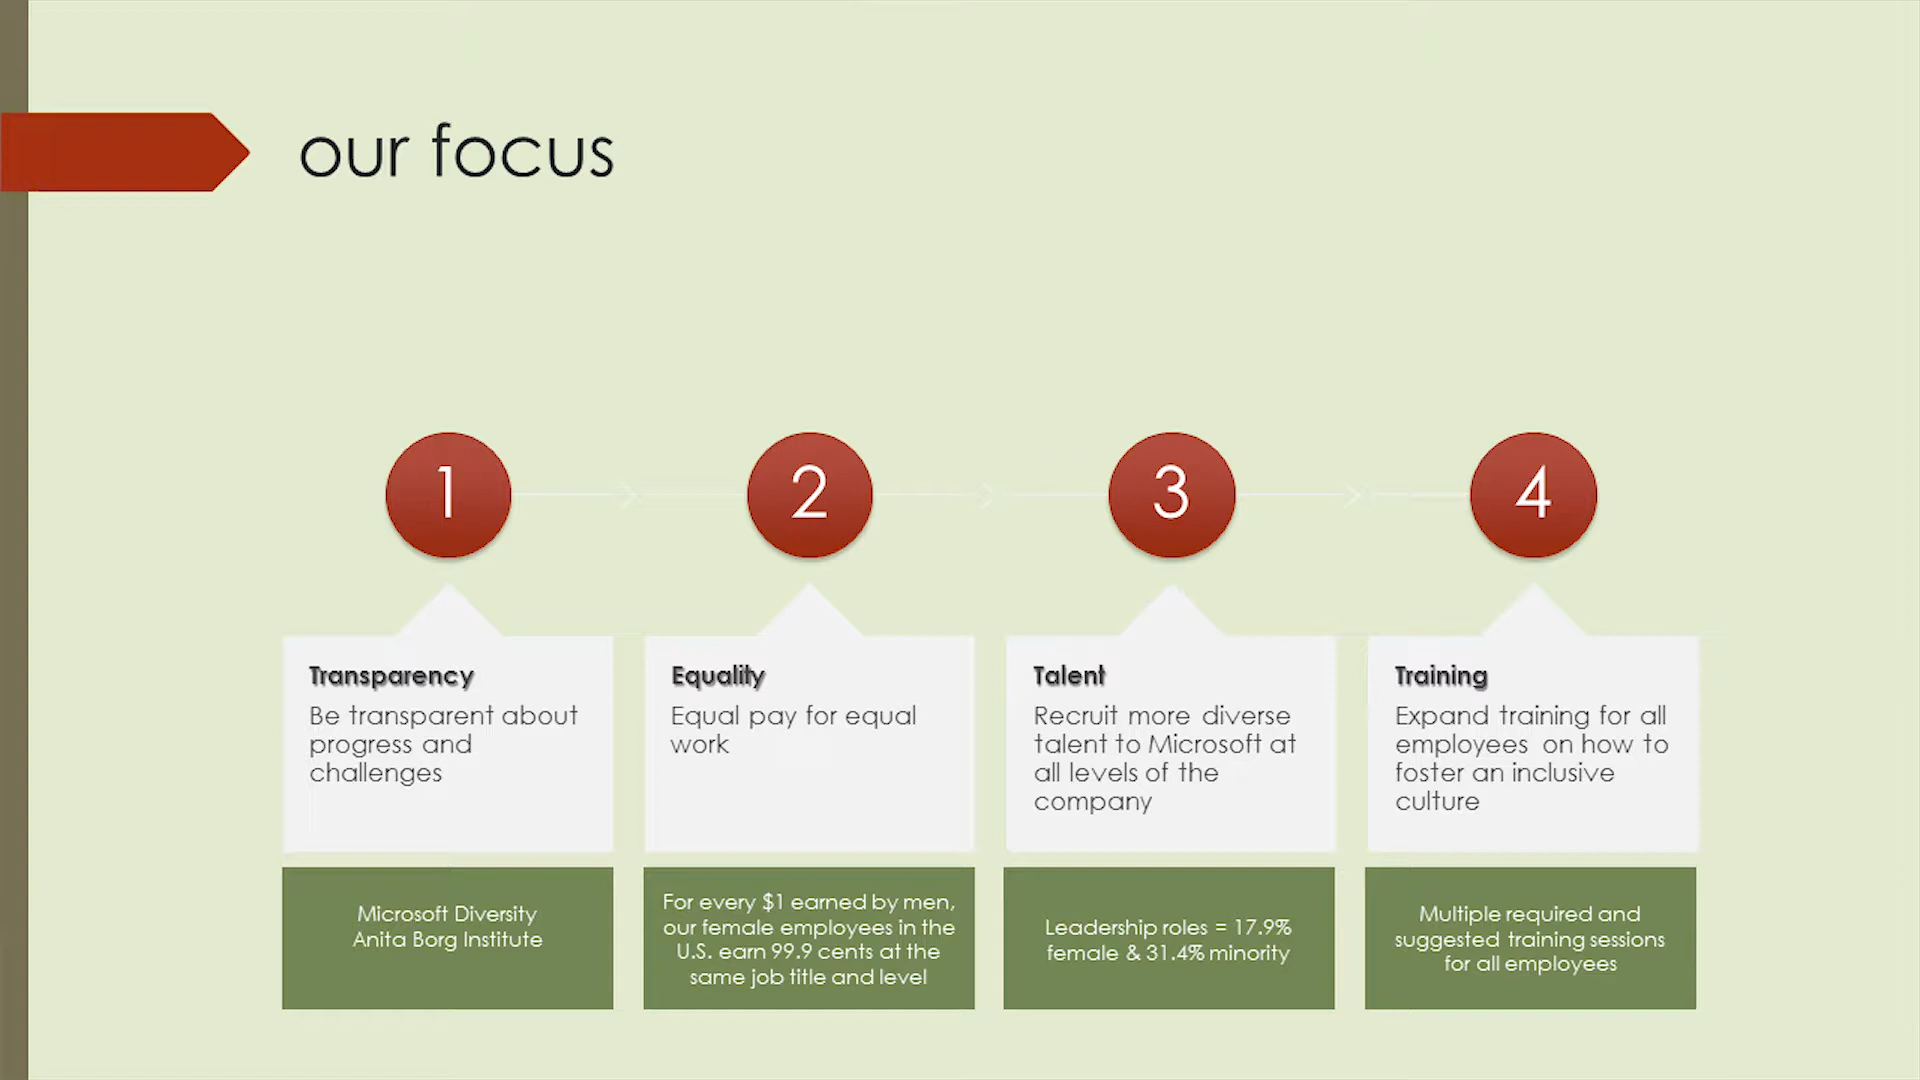 our focus
1
2
3
4
Transparency
Be transparent about
progress and
challenges
Equality
Equal pay for equal
work
Talent
Recruit more diverse
talent to Microsoft at
all levels of the
company
Training
Expand training for all
employees on how to
foster an inclusive
culture
Microsoft Diversity
Anita Borg Institute
For every $1 earned by men,
our female employees in the
U.S. earn 99.9 cents at the
same job title and level
Leadership roles = 17.9%
female & 31.4% minority
Multiple required and
suggested training sessions
for all employees